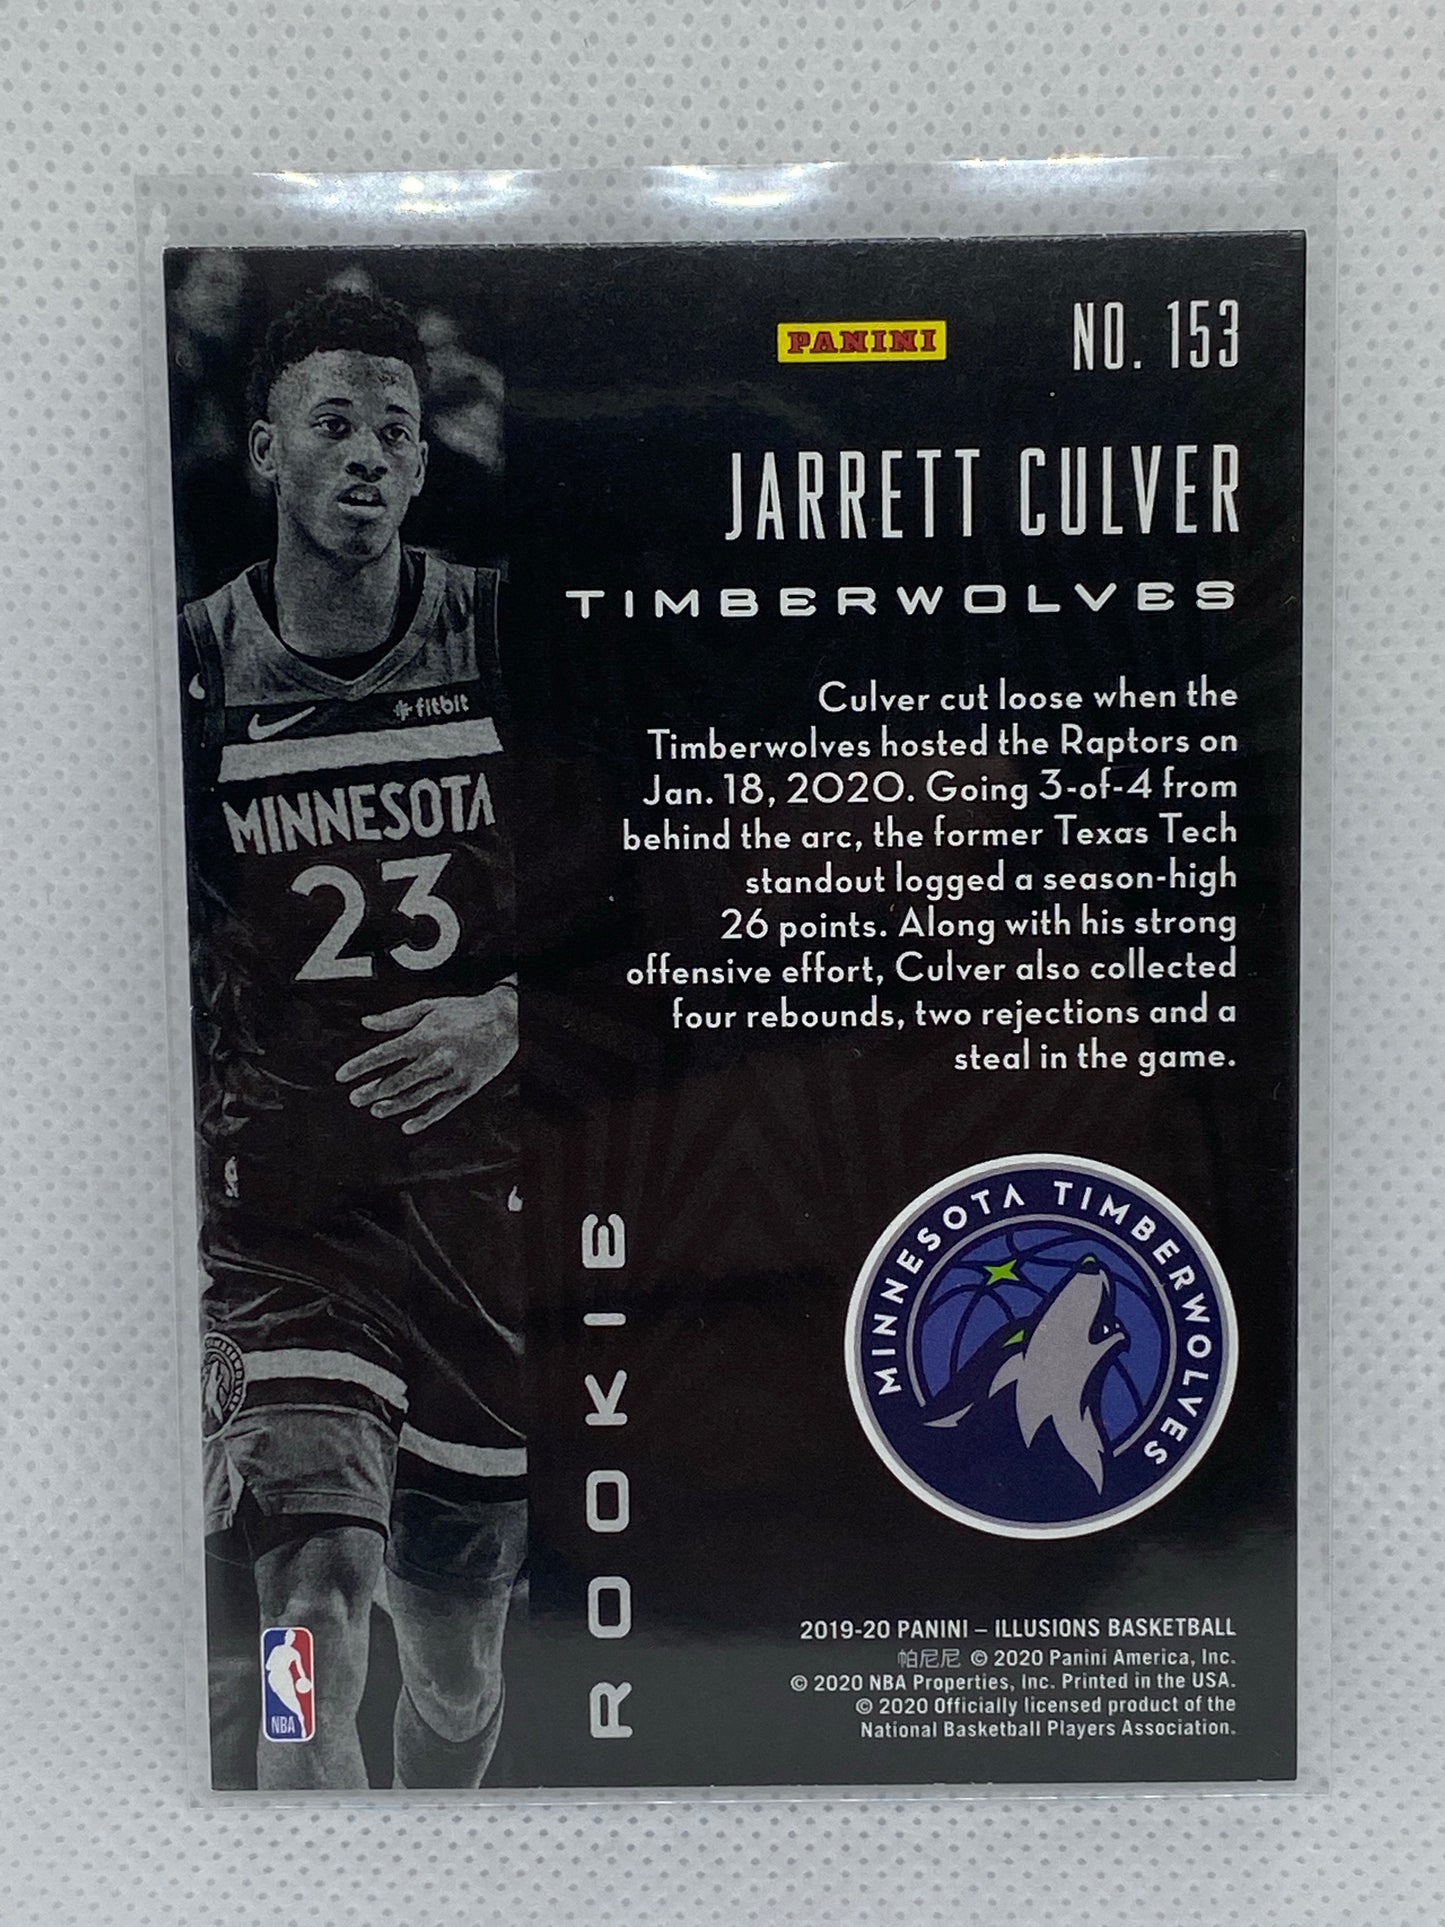 PANINI
NO. 153
JARRETT CULVER
TIMBERWOLVES
Culver cut loose when the
Timberwolves hosted the Raptors on
Jan. 18, 2020. Going 3-of-4 from
behind the arc, the former Texas Tech
standout logged a season-high
26 points. Along with his strong
offensive effort, Culver also collected
four rebounds, two rejections and a
steal in the game.
fitbit
MINNESOTA
23
ROOKIE
MINNESOTA TIMBERWOLVES
NBA
2019-20 PANINI – ILLUSIONS BASKETBALL
帕尼尼 © 2020 Panini America, Inc.
© 2020 NBA Properties, Inc. Printed in the USA.
© 2020 Officially licensed product of the
National Basketball Players Association.